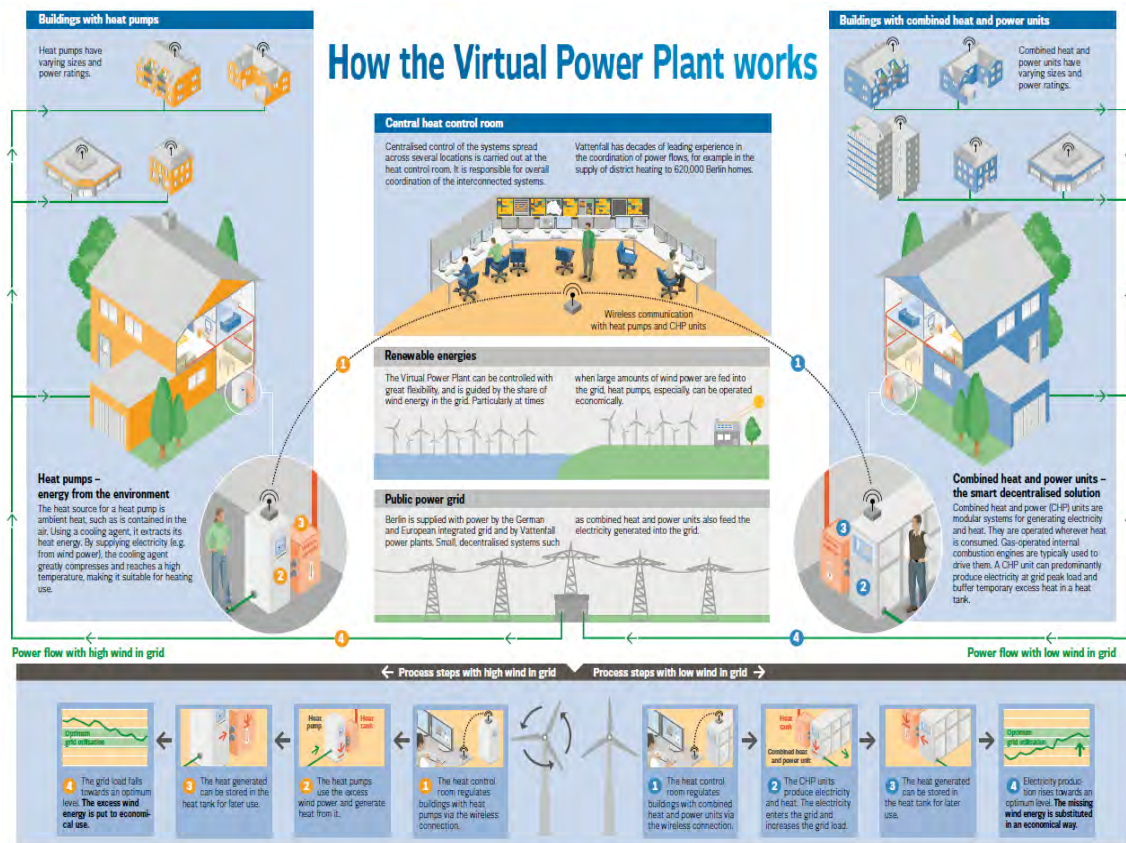 How the Virtual Power Plant works
Buildings with heat pumps
Heat pumps have
varying sizes and
power ratings.
Heat pumps –
energy from the environment
The heat source for a heat pump is
ambient heat, such as is contained in the
air. Using a cooling agent, it extracts its
heat energy. By supplying electricity (e.g.
from wind power), the cooling agent
greatly compresses and reaches a high
temperature, making it suitable for heating
use.
Central heat control room
Centralised control of the systems spread
across several locations is carried out at the
heat control room. It is responsible for overall
coordination of the interconnected systems.
Vattenfall has decades of leading experience in
the coordination of power flows, for example in the
supply of district heating to 620,000 Berlin homes.
Wireless communication
with heat pumps and CHP units
1
1
Renewable energies
The Virtual Power Plant can be controlled with
great flexibility, and is guided by the share of
wind energy in the grid. Particularly at times
when large amounts of wind power are fed into
the grid, heat pumps, especially, can be operated
economically.
Public power grid
Berlin is supplied with power by the German
and European integrated grid and by Vattenfall
power plants. Small, decentralised systems such
as combined heat and power units also feed the
electricity generated into the grid.
Buildings with combined heat and power units
Combined heat and
power units have
varying sizes and
power ratings.
Combined heat and power units –
the smart decentralised solution
Combined heat and power (CHP) units are
modular systems for generating electricity
and heat. They are operated wherever heat
is consumed. Gas-operated internal
combustion engines are typically used to
drive them. A CHP unit can predominantly
produce electricity at grid peak load and
buffer temporary excess heat in a heat
tank.
3
2
3
2
4
4
Power flow with high wind in grid
Power flow with low wind in grid
← Process steps with high wind in grid
Process steps with low wind in grid →
Optimum
grid utilisation
4 The grid load falls
towards an optimum
level. The excess wind
energy is put to economi-
cal use.
3 The heat generated
can be stored in the
heat tank for later use.
Heat
pump
Heat
tank
2 The heat pumps
use the excess
wind power and generate
heat from it.
1 The heat control
room regulates
buildings with heat
pumps via the wireless
connection.
1 The heat control
room regulates
buildings with combined
heat and power units via
the wireless connection.
Heat
tank
Combined heat
and power unit
2 The CHP units
produce electricity
and heat. The electricity
enters the grid and
increases the grid load.
3 The heat generated
can be stored in
the heat tank for later
use.
Optimum
grid utilisation
4 Electricity produc-
tion rises towards an
optimum level. The missing
wind energy is substituted
in an economical way.